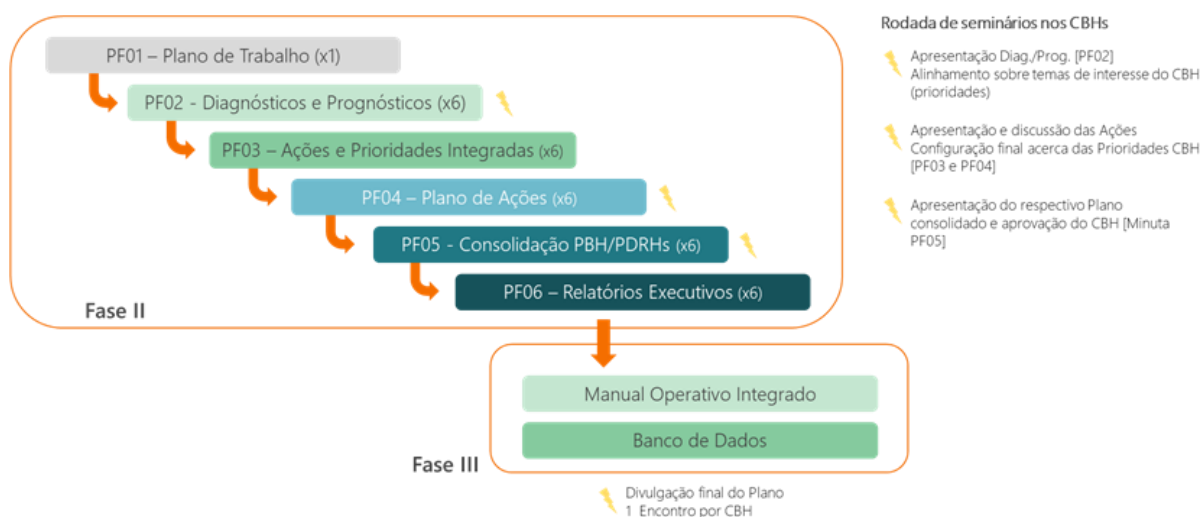 PF01 – Plano de Trabalho (x1)
PF02 - Diagnósticos e Prognósticos (x6)
PF03 – Ações e Prioridades Integradas (x6)
PF04 – Plano de Ações (x6)
PF05 - Consolidação PBH/PDRHs (x6)
PF06 – Relatórios Executivos (x6)
Fase II
Rodada de seminários nos CBHs
Apresentação Diag./Prog. [PF02]
Alinhamento sobre temas de interesse do CBH
(prioridades)
Apresentação e discussão das Ações
Configuração final acerca das Prioridades CBH
[PF03 e PF04]
Apresentação do respectivo Plano
consolidado e aprovação do CBH [Minuta
PF05]
Manual Operativo Integrado
Banco de Dados
Fase III
Divulgação final do Plano
1 Encontro por CBH